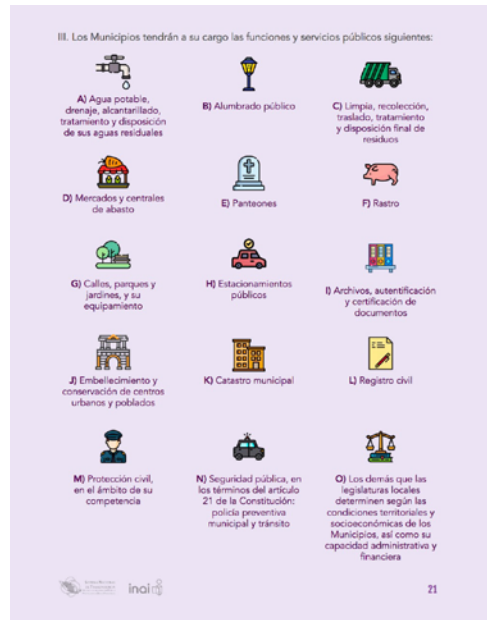 III. Los Municipios tendrán a su cargo las funciones y servicios públicos siguientes:
A) Agua potable,
drenaje, alcantarillado,
tratamiento y disposición
de sus aguas residuales
B) Alumbrado público
C) Limpia, recolección,
traslado, tratamiento
y disposición final de
residuos
D) Mercados y centrales
de abasto
E) Panteones
F) Rastro
G) Calles, parques y
jardines, y su
equipamiento
H) Estacionamientos
públicos
I) Archivos, autentificación
y certificación de
documentos
J) Embellecimiento y
conservación de centros
urbanos y poblados
K) Catastro municipal
L) Registro civil
M) Protección civil,
en el ámbito de su
competencia
N) Seguridad pública, en
los términos del artículo
21 de la Constitución:
policía preventiva
municipal y tránsito
O) Los demás que las
legislaturas locales
determinen según las
condiciones territoriales y
socioeconómicas de los
Municipios, así como su
capacidad administrativa y
financiera
inai
21